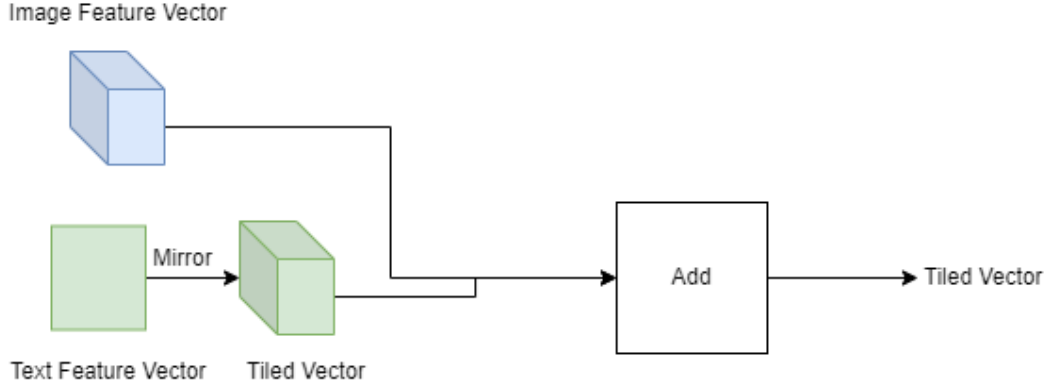 Image Feature Vector
Mirror
Add
Tiled Vector
Text Feature Vector
Tiled Vector